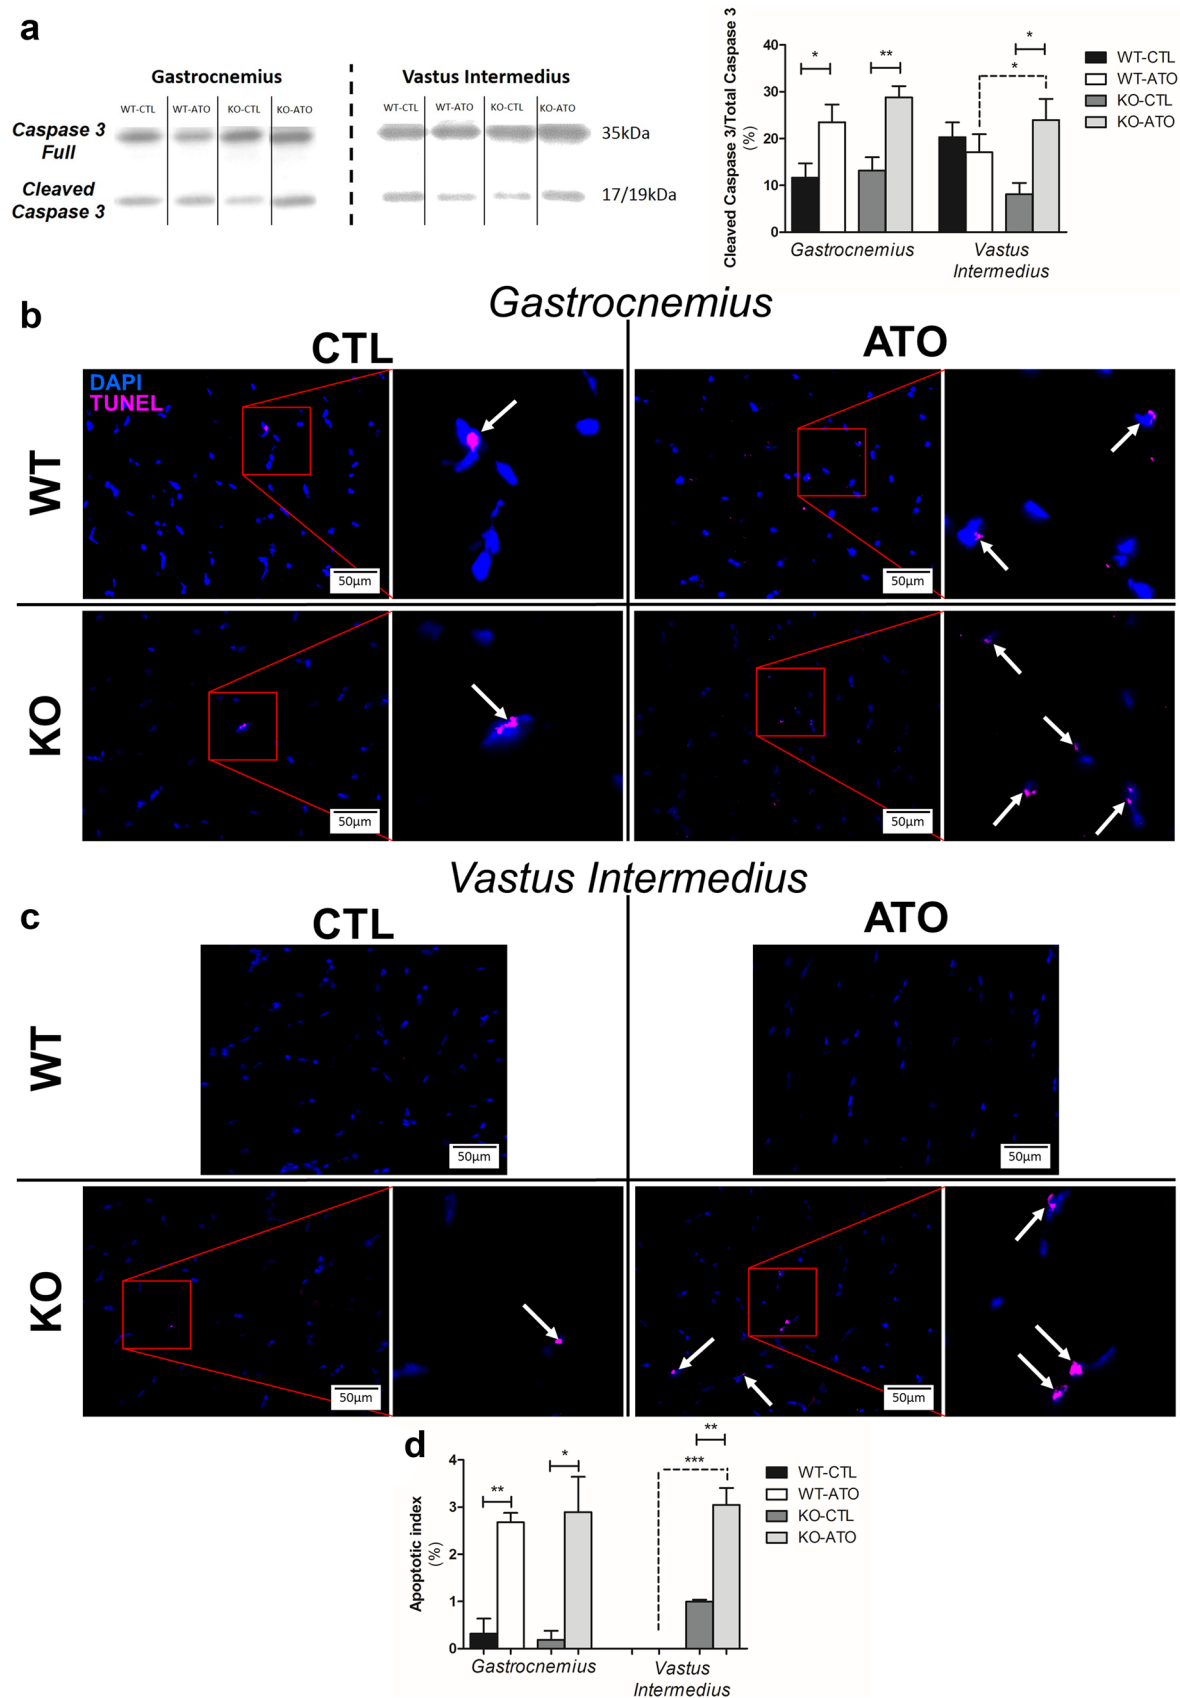 a
Gastrocnemius
Vastus Intermedius
WT-CTL WT-ATO KO-CTL KO-ATO
WT-CTL WT-ATO KO-CTL KO-ATO
Caspase 3
Full
35kDa
Cleaved
Caspase 3
17/19kDa
Cleaved Caspase 3/Total Caspase 3
(%)
40
30
20
10
0
*
**
*
*
Gastrocnemius
Vastus
Intermedius
WT-CTL
WT-ATO
KO-CTL
KO-ATO
b
Gastrocnemius
CTL
ATO
WT
DAPI
TUNEL
50µm
50µm
KO
50µm
50µm
Vastus Intermedius
c
CTL
ATO
WT
50µm
50µm
KO
50µm
50µm
d
Apoptotic index
(%)
4
3
2
1
0
**
*
***
**
Gastrocnemius
Vastus
Intermedius
WT-CTL
WT-ATO
KO-CTL
KO-ATO